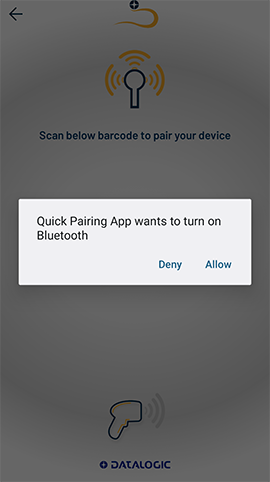 Scan below barcode to pair your device
Quick Pairing App wants to turn on
Bluetooth
Deny Allow
DATALOGIC